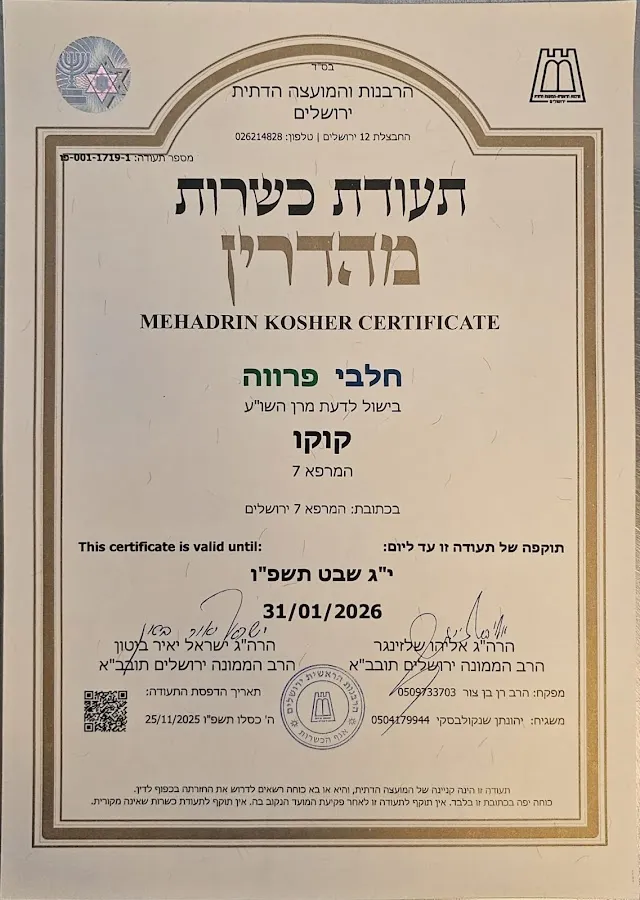 בס"ד
הרבנות והמועצה הדתית
ירושלים
החבצלת 12 ירושלים | טלפון: 026214828
מספר תעודה: 001-1719-1
תעודת כשרות
מהדרין
MEHADRIN KOSHER CERTIFICATE
חלבי פרווה
בישול לדעת מרן השו"ע
קוקו
המרפא 7
בכתובת: המרפא 7 ירושלים
תוקפה של תעודה זו עד ליום:
This certificate is valid until:
י"ג שבט תשפ"ו
31/01/2026
הרה"ג אליהו שלזינגר
הרב הממונה ירושלים תובב"א
הרה"ג ישראל יאיר ביטון
הרב הממונה ירושלים תובב"א
מפקח: הרב רן בן צור 0509733703
משגיח: יהונתן שנקולבסקי 0504179944
תאריך הדפסת התעודה:
ה' כסלו תשפ"ו 25/11/2025
הרבנות הראשית ירושלים
אגף הכשרות
תעודה זו הינה קניינה של המועצה הדתית, והיא או בא כוחה רשאים לדרוש את החזרתה בכפוף לדין.
כוחה יפה בכתובת זו בלבד. אין תוקף לתעודה זו לאחר פקיעת המועד הנקוב בה. אין תוקף לתעודת כשרות שאינה מקורית.